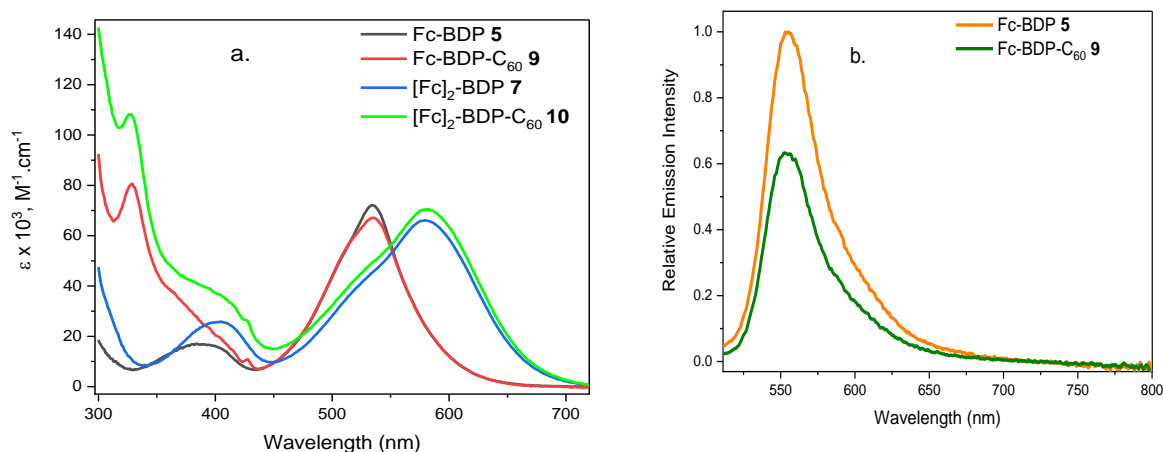 a.
Fc-BDP 5
Fc-BDP-C60 9
[Fc]2-BDP 7
[Fc]2-BDP-C60 10
ε x 10³, M⁻¹.cm⁻¹
140
120
100
80
60
40
20
0
300 400 500 600 700
Wavelength (nm)
b.
Fc-BDP 5
Fc-BDP-C60 9
Relative Emission Intensity
1.0
0.8
0.6
0.4
0.2
0.0
550 600 650 700 750 800
Wavelength (nm)